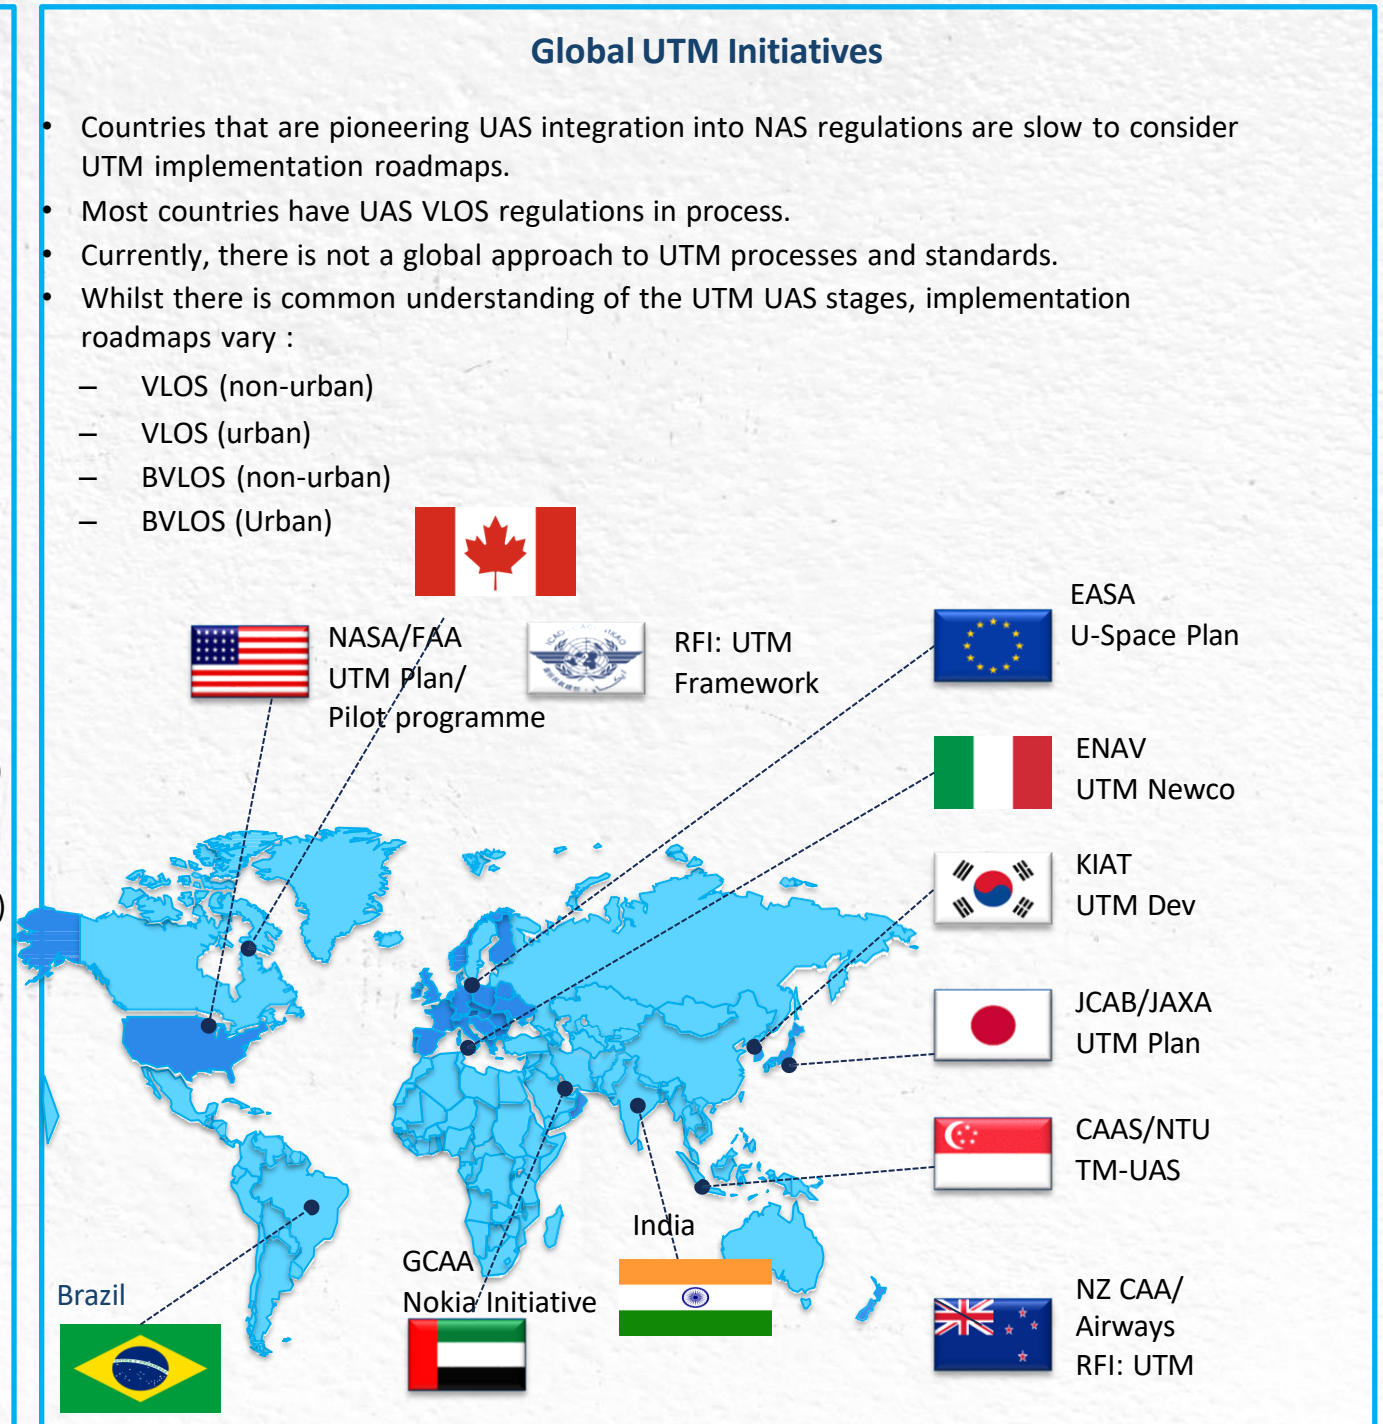 Global UTM Initiatives
• Countries that are pioneering UAS integration into NAS regulations are slow to consider
UTM implementation roadmaps.
• Most countries have UAS VLOS regulations in process.
• Currently, there is not a global approach to UTM processes and standards.
• Whilst there is common understanding of the UTM UAS stages, implementation
roadmaps vary :
– VLOS (non-urban)
– VLOS (urban)
– BVLOS (non-urban)
– BVLOS (Urban)
NASA/FAA
UTM Plan/
Pilot programme
RFI: UTM
Framework
EASA
U-Space Plan
ENAV
UTM Newco
KIAT
UTM Dev
)
)
JCAB/JAXA
UTM Plan
CAAS/NTU
TM-UAS
India
GCAA
Nokia Initiative
Brazil
NZ CAA/
Airways
RFI: UTM